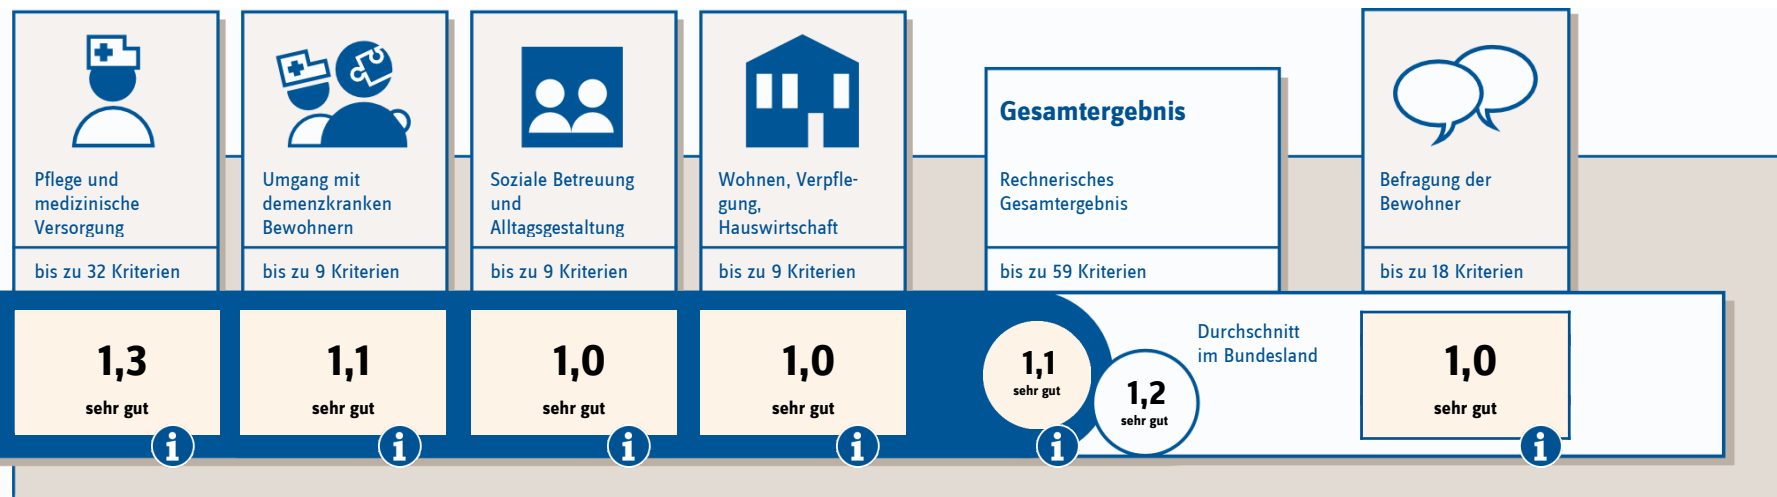 Pflege und
medizinische
Versorgung
bis zu 32 Kriterien
1,3
sehr gut
Umgang mit
demenzkranken
Bewohnern
bis zu 9 Kriterien
1,1
sehr gut
Soziale Betreuung
und
Alltagsgestaltung
bis zu 9 Kriterien
1,0
sehr gut
Wohnen, Verpfle-
gung,
Hauswirtschaft
bis zu 9 Kriterien
1,0
sehr gut
Gesamtergebnis
Rechnerisches
Gesamtergebnis
bis zu 59 Kriterien
1,1
sehr gut
1,2
sehr gut
Durchschnitt
im Bundesland
Befragung der
Bewohner
bis zu 18 Kriterien
1,0
sehr gut